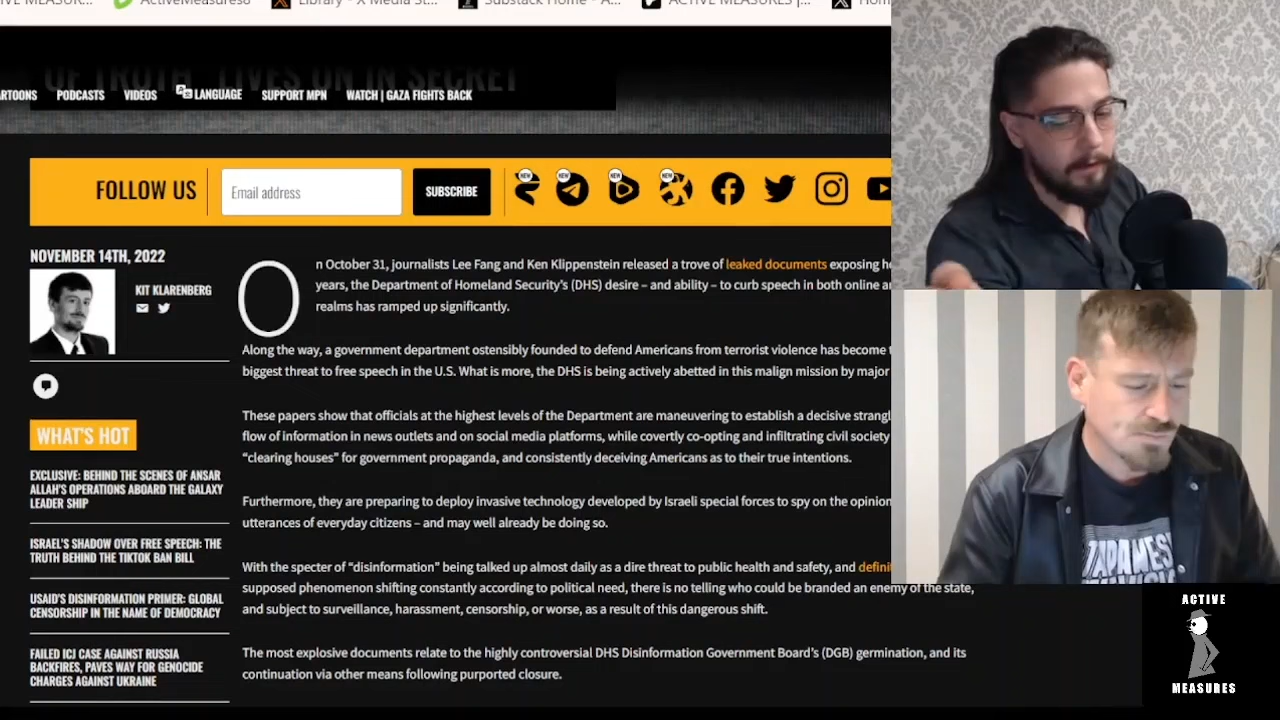 ActiveMeasures
Library - X Media St...
Substack Home - A...
ACTIVE MEASURES |...
OF TRUTH" LIVES ON IN SECRET
PODCASTS
VIDEOS
LANGUAGE
SUPPORT MPN
WATCH | GAZA FIGHTS BACK
FOLLOW US
Email address
SUBSCRIBE
NEW NEW NEW NEW
NOVEMBER 14TH, 2022
KIT KLARENBERG
WHAT'S HOT
EXCLUSIVE: BEHIND THE SCENES OF ANSAR
ALLAH'S OPERATIONS ABOARD THE GALAXY
LEADER SHIP
ISRAEL'S SHADOW OVER FREE SPEECH: THE
TRUTH BEHIND THE TIKTOK BAN BILL
USAID'S DISINFORMATION PRIMER: GLOBAL
CENSORSHIP IN THE NAME OF DEMOCRACY
FAILED ICJ CASE AGAINST RUSSIA
BACKFIRES, PAVES WAY FOR GENOCIDE
CHARGES AGAINST UKRAINE
On October 31, journalists Lee Fang and Ken Klippenstein released a trove of leaked documents exposing
years, the Department of Homeland Security's (DHS) desire – and ability – to curb speech in both online
realms has ramped up significantly.
Along the way, a government department ostensibly founded to defend Americans from terrorist violence has become
biggest threat to free speech in the U.S. What is more, the DHS is being actively abetted in this malign mission by major
These papers show that officials at the highest levels of the Department are maneuvering to establish a decisive
flow of information in news outlets and on social media platforms, while covertly co-opting and infiltrating civil society
"clearing houses" for government propaganda, and consistently deceiving Americans as to their true intentions.
Furthermore, they are preparing to deploy invasive technology developed by Israeli special forces to spy on the
utterances of everyday citizens – and may well already be doing so.
With the specter of "disinformation" being talked up almost daily as a dire threat to public health and safety, and
supposed phenomenon shifting constantly according to political need, there is no telling who could be branded an enemy of the state,
and subject to surveillance, harassment, censorship, or worse, as a result of this dangerous shift.
The most explosive documents relate to the highly controversial DHS Disinformation Government Board's (DGB) germination, and its
continuation via other means following purported closure.
JAPANESE
ACTIVE
MEASURES